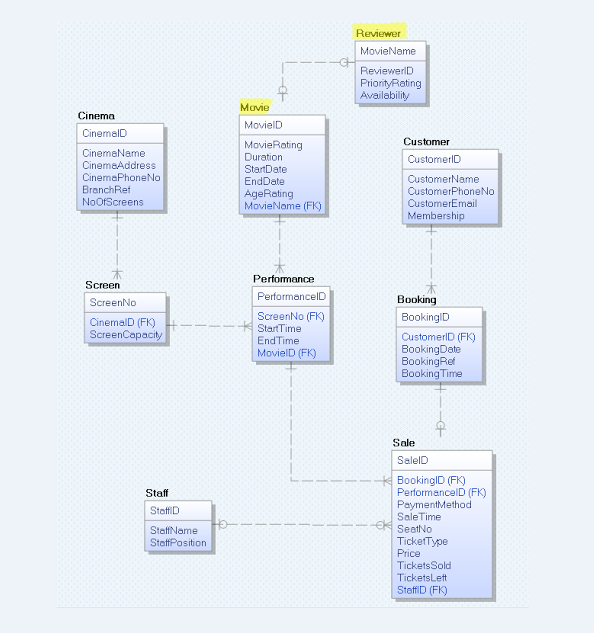 Reviewer
MovieName
ReviewerID
PriorityRating
Availability
Movie
MovieID
MovieRating
Duration
StartDate
EndDate
AgeRating
MovieName (FK)
Cinema
CinemaID
CinemaName
CinemaAddress
CinemaPhoneNo
BranchRef
NoOfScreens
Customer
CustomerID
CustomerName
CustomerPhoneNo
CustomerEmail
Membership
Screen
ScreenNo
CinemaID (FK)
ScreenCapacity
Performance
PerformanceID
ScreenNo (FK)
StartTime
EndTime
MovieID (FK)
Booking
BookingID
CustomerID (FK)
BookingDate
BookingRef
BookingTime
Sale
SaleID
BookingID (FK)
PerformanceID (FK)
PaymentMethod
SaleTime
SeatNo
TicketType
Price
TicketsSold
TicketsLeft
StaffID (FK)
Staff
StaffID
StaffName
StaffPosition